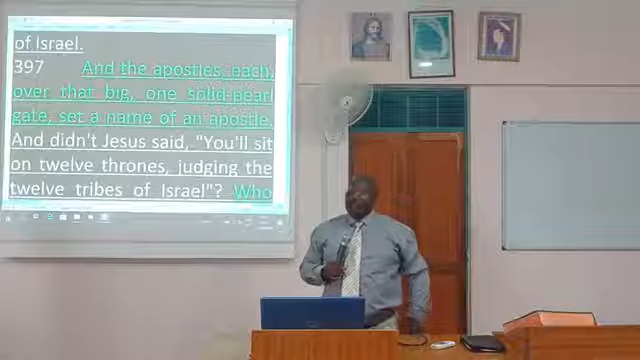 of Israel.
397 And the apostles, each,
over that big, one solid-pearl
gate, set a name of an apostle.
And didn't Jesus said, "You'll sit
on twelve thrones, judging the
twelve tribes of Israel"? Who